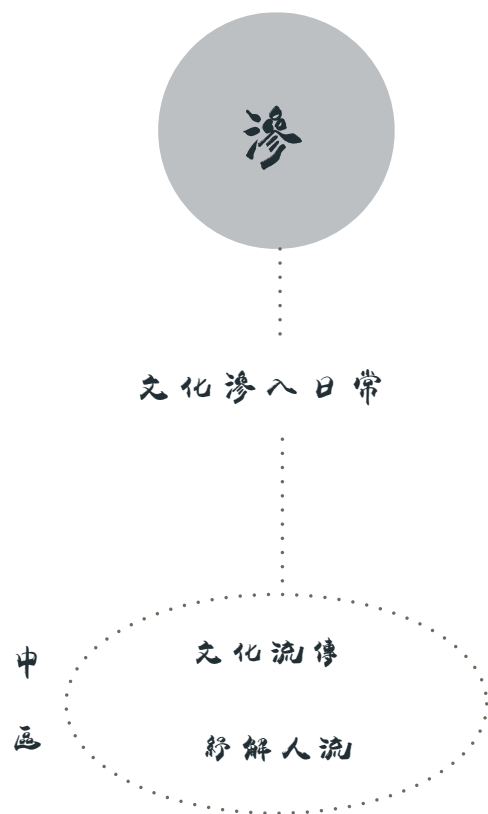 滲
文化滲入日常
文化流傳
紓解人流
中區